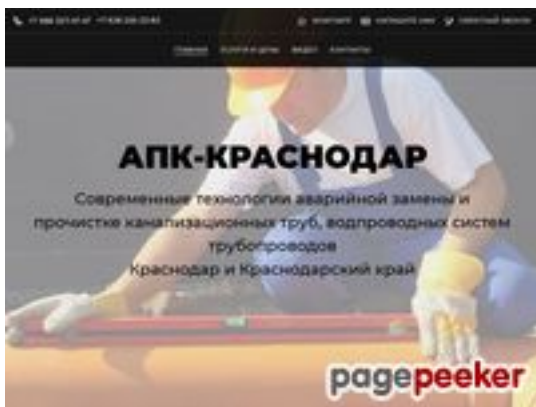 ГЛАВНАЯ УСЛУГИ И ЦЕНЫ ВИДЕО КОНТАКТЫ
АПК-КРАСНОДАР
Современные технологии аварийной замены и
прочистке канализационных труб, водпроводных систем
трубопроводов
Краснодар и Краснодарский край
pagepeeker